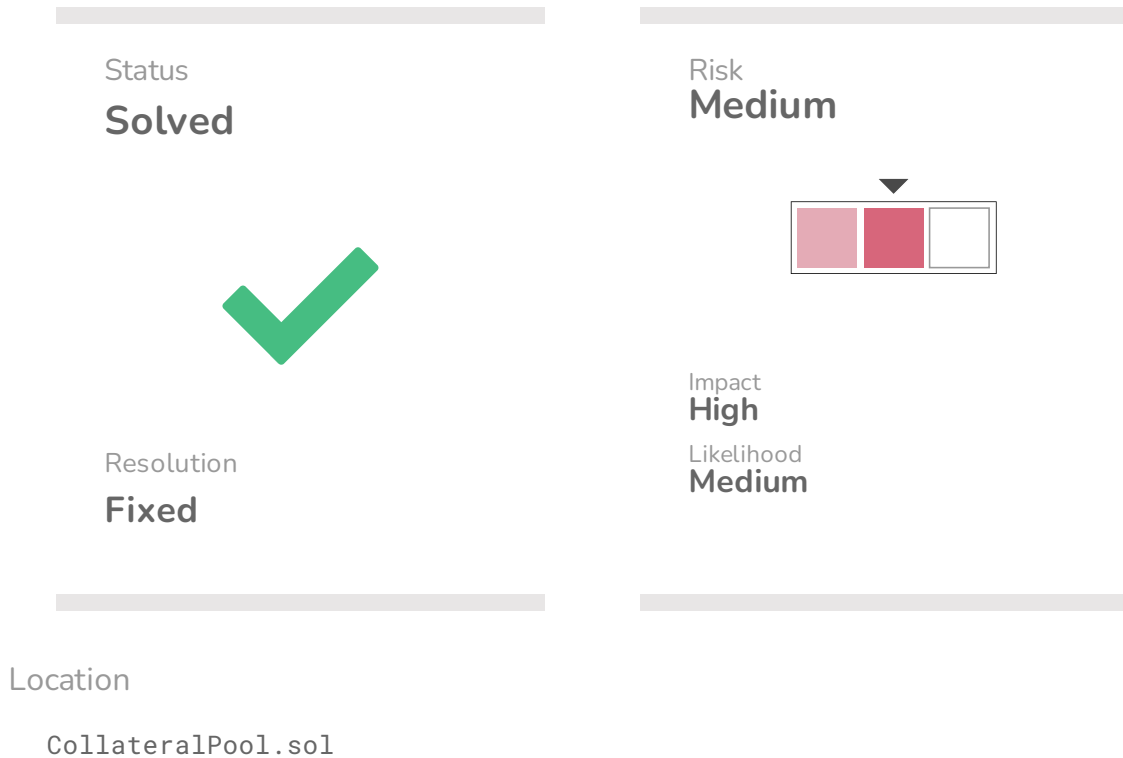 Status
Solved
Resolution
Fixed
Risk
Medium
Impact
High
Likelihood
Medium
Location
CollateralPool.sol